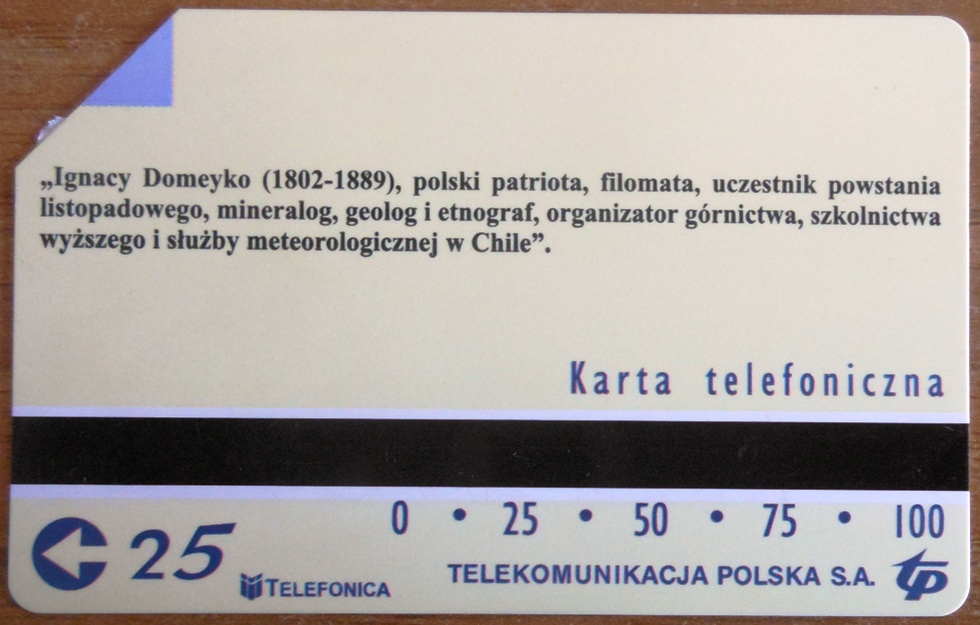 „Ignacy Domeyko (1802-1889), polski patriota, filomata, uczestnik powstania
listopadowego, mineralog, geolog i etnograf, organizator górnictwa, szkolnictwa
wyższego i służby meteorologicznej w Chile”.
Karta telefoniczna
0 • 25 • 50 • 75 • 100
25
TELEFONICA
TELEKOMUNIKACJA POLSKA S.A.
tp